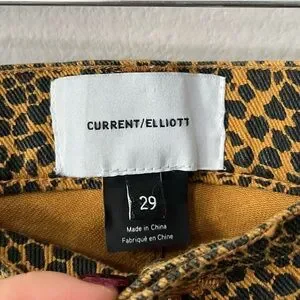 CURRENT/ELLIOTT
29
Made in China
Fabriqué en Chine